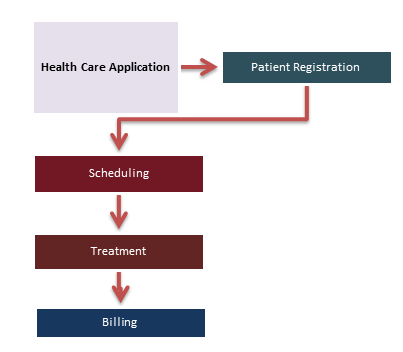 Health Care Application
Patient Registration
Scheduling
Treatment
Billing